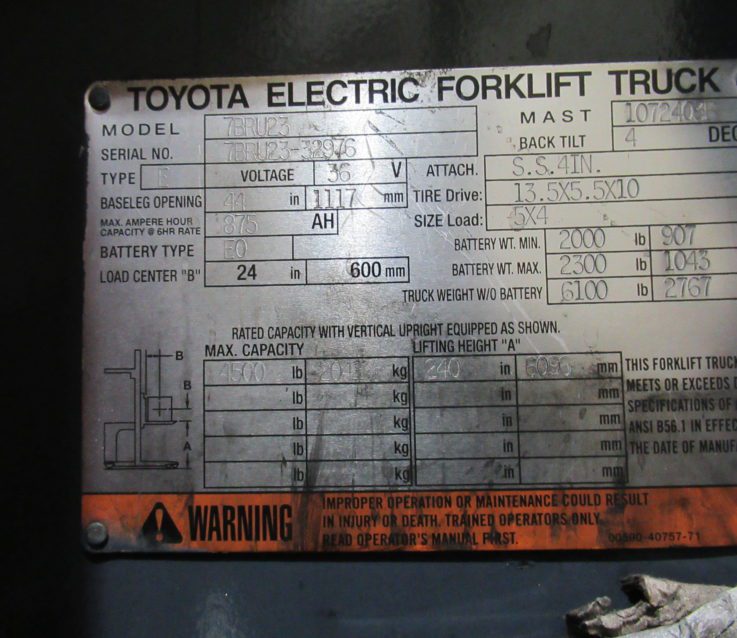 TOYOTA ELECTRIC FORKLIFT TRUCK
MODEL 7BRU23
MAST
SERIAL NO. 7BRU23-32976
BACK TILT 4 DEG
TYPE E VOLTAGE 36 V
ATTACH. S.S.4IN.
BASELEG OPENING 44 in 1117 mm
TIRE Drive: 13.5X5.5X10
MAX. AMPERE HOUR CAPACITY @ 6HR RATE 875 AH
SIZE Load: 5X4
BATTERY TYPE EO
BATTERY WT. MIN. 2000 lb 907
LOAD CENTER "B" 24 in 600 mm
BATTERY WT. MAX. 2300 lb 1043
TRUCK WEIGHT W/O BATTERY 6100 lb 2767
RATED CAPACITY WITH VERTICAL UPRIGHT EQUIPPED AS SHOWN.
MAX. CAPACITY LIFTING HEIGHT "A"
4500 lb kg 240 in mm
lb kg in mm
lb kg in mm
lb kg in mm
lb kg in mm
B
B
A
THIS FORKLIFT TRUCK
MEETS OR EXCEEDS
SPECIFICATIONS OF
ANSI B56.1 IN EFFEC
THE DATE OF MANUF
WARNING
IMPROPER OPERATION OR MAINTENANCE COULD RESULT
IN INJURY OR DEATH. TRAINED OPERATORS ONLY.
READ OPERATOR'S MANUAL FIRST.
00590-40757-71